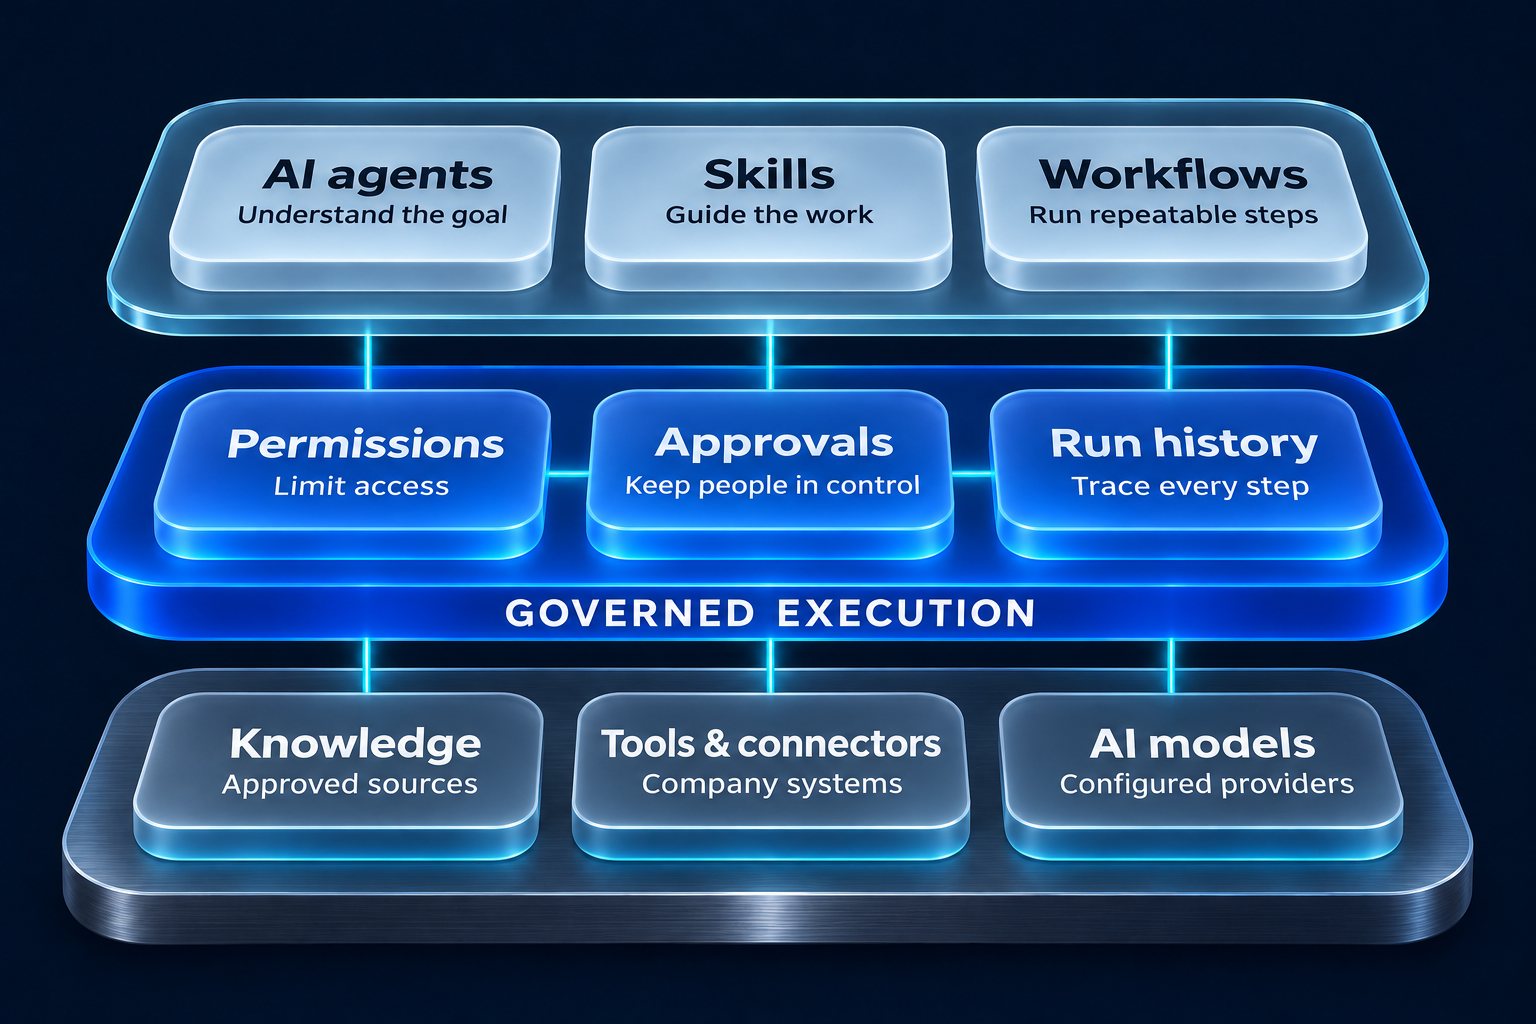 AI agents
Understand the goal
Skills
Guide the work
Workflows
Run repeatable steps
Permissions
Limit access
Approvals
Keep people in control
Run history
Trace every step
GOVERNED EXECUTION
Knowledge
Approved sources
Tools & connectors
Company systems
AI models
Configured providers